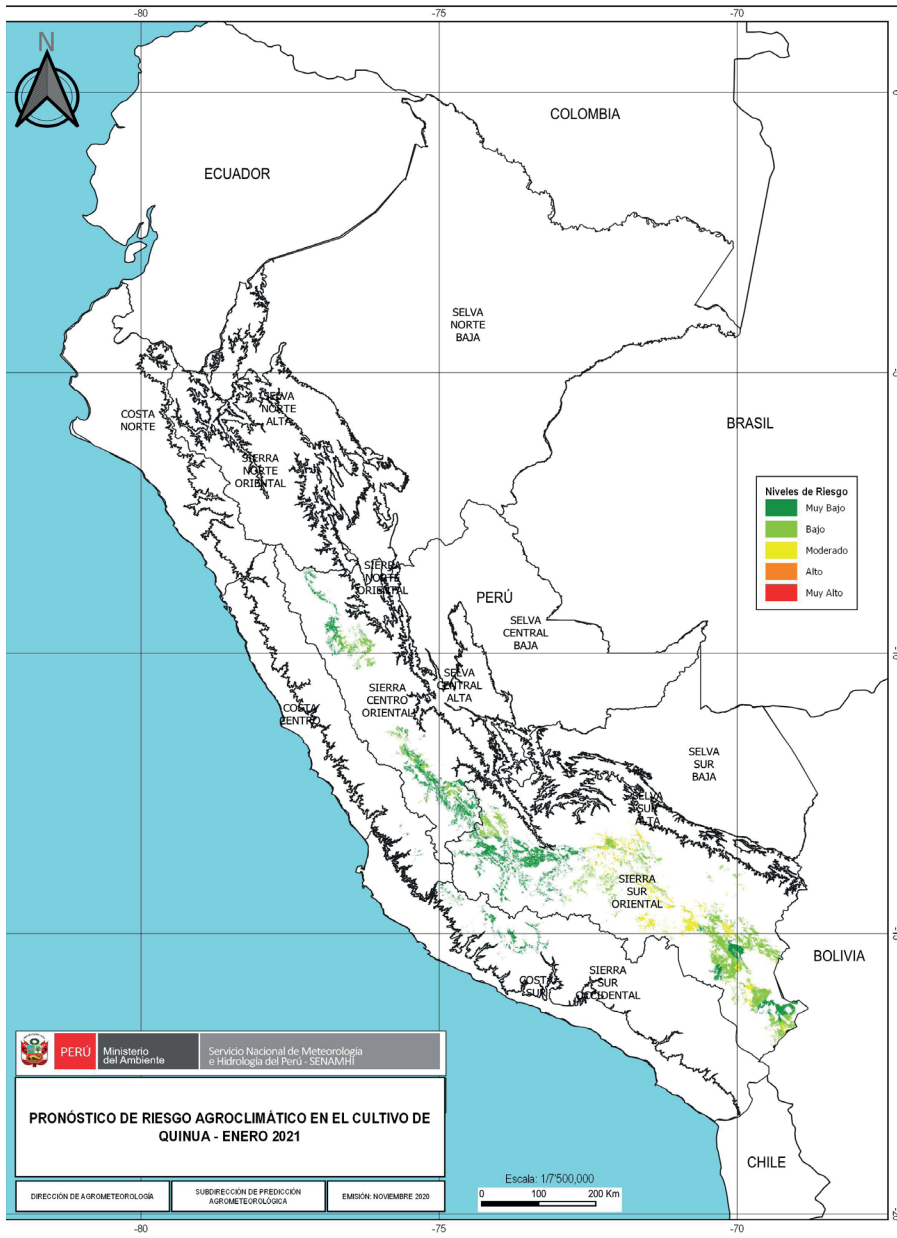 -80
-75
-70
N
COLOMBIA
ECUADOR
SELVA
NORTE
BAJA
SELVA
NORTE
ALTA
COSTA
NORTE
BRASIL
SIERRA
NORTE
ORIENTAL
Niveles de Riesgo
Muy Bajo
Bajo
Moderado
Alto
Muy Alto
SIERRA
NORTE
ORIENTAL
PERÚ
SELVA
CENTRAL
BAJA
SELVA
CENTRAL
ALTA
SIERRA
CENTRO
ORIENTAL
COSTA
CENTRO
SELVA
SUR
BAJA
SELVA
SUR
ALTA
SIERRA
SUR
ORIENTAL
BOLIVIA
SIERRA
SUR
OCCIDENTAL
COSTA
SUR
PERÚ
Ministerio
del Ambiente
Servicio Nacional de Meteorología
e Hidrología del Perú - SENAMHI
PRONÓSTICO DE RIESGO AGROCLIMÁTICO EN EL CULTIVO DE
QUINUA - ENERO 2021
DIRECCIÓN DE AGROMETEOROLOGÍA
SUBDIRECCIÓN DE PREDICCIÓN
AGROMETEOROLÓGICA
EMISIÓN: NOVIEMBRE 2020
CHILE
Escala: 1/7'500,000
0 100 200 Km
-80
-75
-70